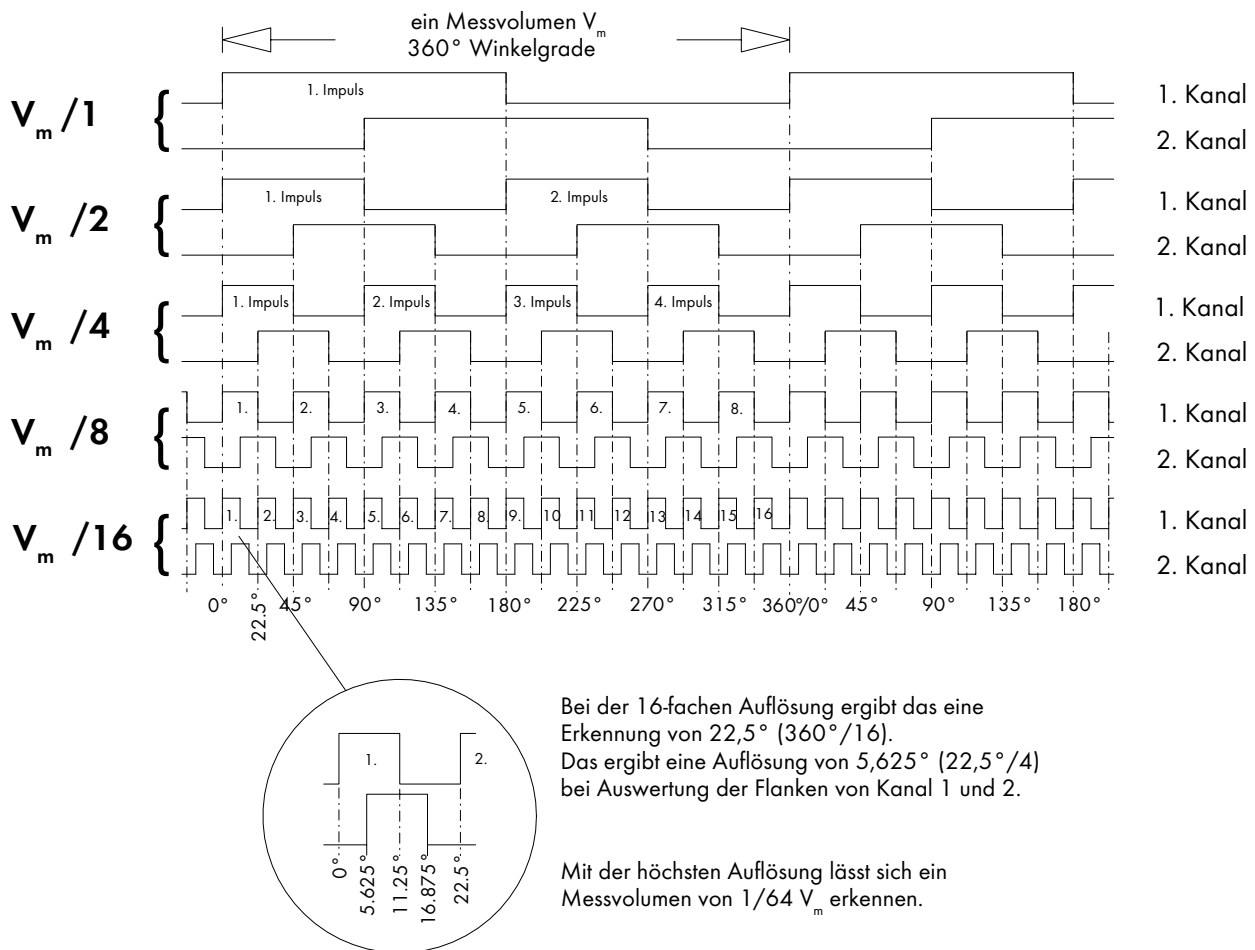 ein Messvolumen Vm
360° Winkelgrade
Vm /1
1. Impuls
1. Kanal
2. Kanal
Vm /2
1. Impuls 2. Impuls
1. Kanal
2. Kanal
Vm /4
1. Impuls 2. Impuls 3. Impuls 4. Impuls
1. Kanal
2. Kanal
Vm /8
1. 2. 3. 4. 5. 6. 7. 8.
1. Kanal
2. Kanal
Vm /16
1. 2. 3. 4. 5. 6. 7. 8. 9. 10 11 12 13 14 15 16
1. Kanal
2. Kanal
0° 22.5° 45° 90° 135° 180° 225° 270° 315° 360°/0° 45° 90° 135° 180°
1. 2.
0° 5.625° 11.25° 16.875° 22.5°
Bei der 16-fachen Auflösung ergibt das eine
Erkennung von 22,5° (360°/16).
Das ergibt eine Auflösung von 5,625° (22,5°/4)
bei Auswertung der Flanken von Kanal 1 und 2.
Mit der höchsten Auflösung lässt sich ein
Messvolumen von 1/64 Vm erkennen.